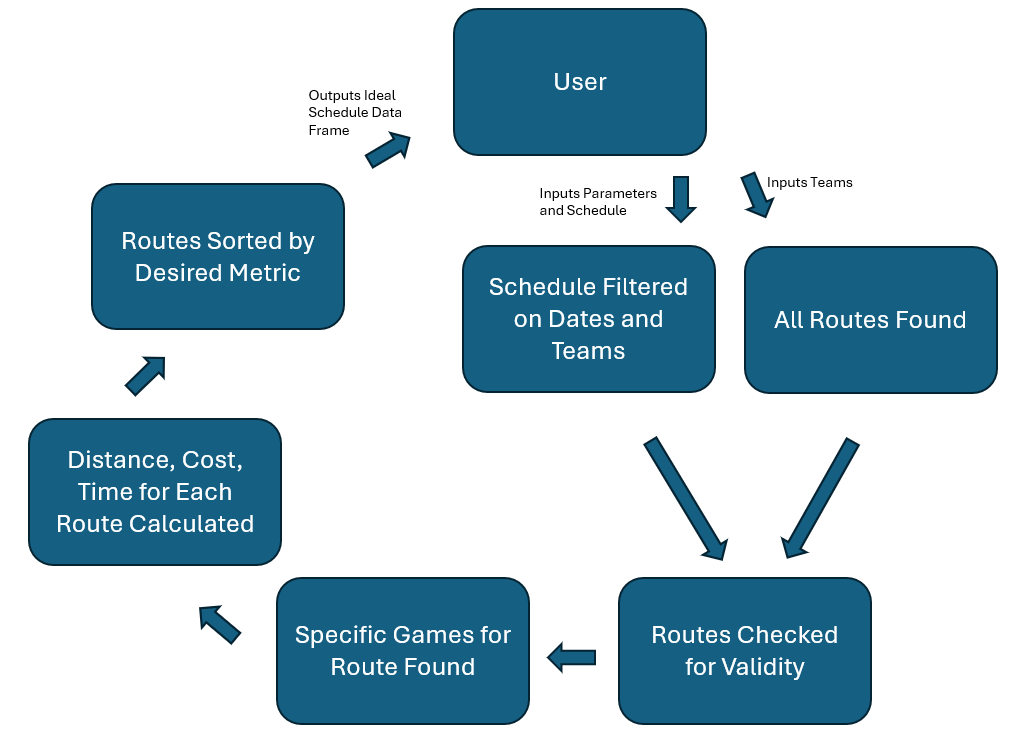 User
Outputs Ideal
Schedule Data
Frame
Inputs Parameters
and Schedule
Inputs Teams
Routes Sorted by
Desired Metric
Schedule Filtered
on Dates and
Teams
All Routes Found
Distance, Cost,
Time for Each
Route Calculated
Specific Games for
Route Found
Routes Checked
for Validity